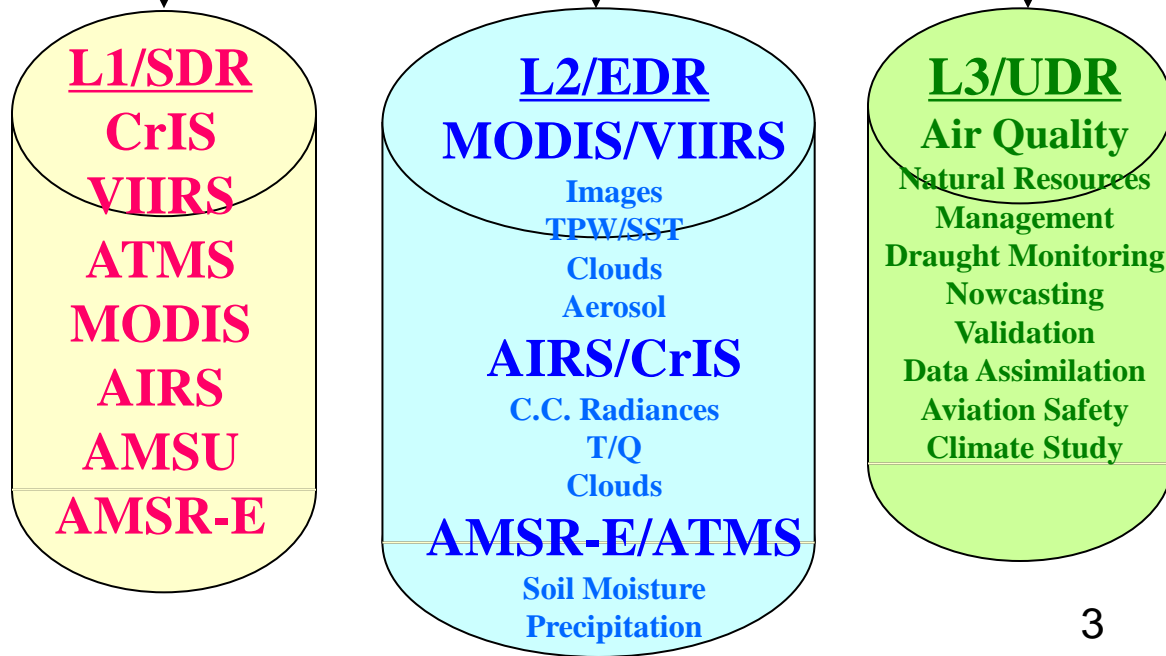 L1/SDR
CrIS
VIIRS
ATMS
MODIS
AIRS
AMSU
AMSR-E
L2/EDR
MODIS/VIIRS
Images
TPW/SST
Clouds
Aerosol
AIRS/CrIS
C.C. Radiances
T/Q
Clouds
AMSR-E/ATMS
Soil Moisture
Precipitation
L3/UDR
Air Quality
Natural Resources
Management
Draught Monitoring
Nowcasting
Validation
Data Assimilation
Aviation Safety
Climate Study
3